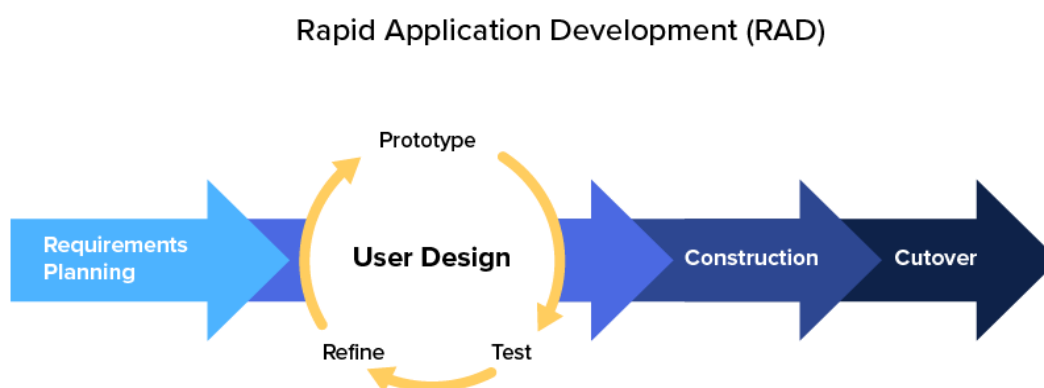 Rapid Application Development (RAD)
Prototype
Requirements
Planning
User Design
Construction
Cutover
Refine
Test